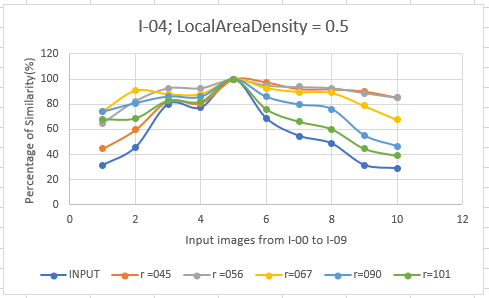 I-04; LocalAreaDensity = 0.5
Percentage of Similarity(%)
120
100
80
60
40
20
0
0 2 4 6 8 10 12
Input images from I-00 to I-09
INPUT r =045 r =056 r=067 r=090 r=101